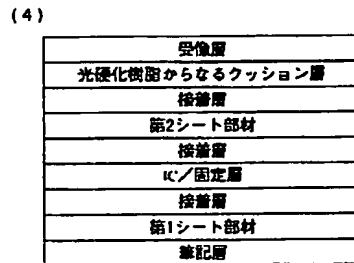 (4)
受像層
光硬化樹脂からなるクッション層
接着層
第2シート部材
接着層
IC/固定層
接着層
第1シート部材
筆記層